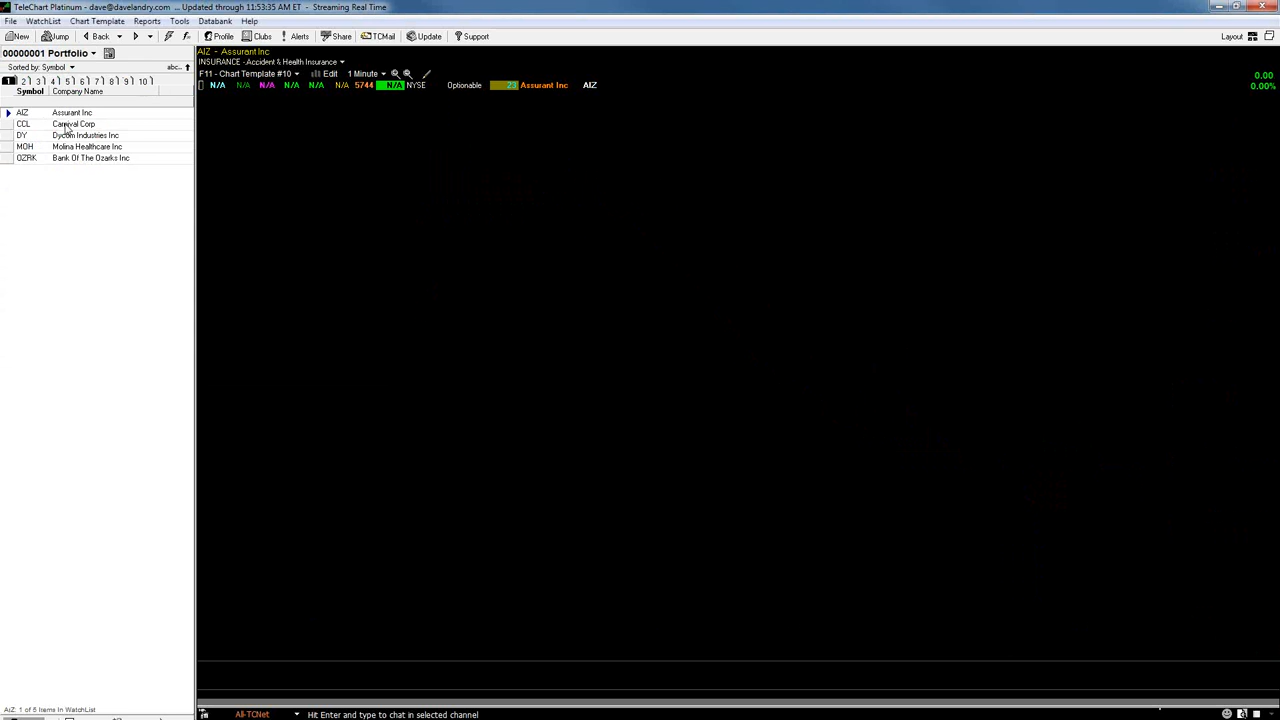 TeleChart Platinum - dave@davelandry.com ... Updated through 11:53:35 AM ET - Streaming Real Time
File WatchList Chart Template Reports Tools Databank Help
New Jump Back Profile Clubs Alerts Share TCMail Update Support Layout
00000001 Portfolio
Sorted by: Symbol abc..
1 2 3 4 5 6 7 8 9 10
Symbol Company Name
AIZ Assurant Inc
CCL Carnival Corp
DY Dycom Industries Inc
MOH Molina Healthcare Inc
OZRK Bank Of The Ozarks Inc
AIZ - Assurant Inc
INSURANCE - Accident & Health Insurance
F11 - Chart Template #10 Edit 1 Minute
N/A N/A N/A N/A N/A N/A 5744 N/A NYSE Optionable 23 Assurant Inc AIZ
0.00
0.00%
AIZ: 1 of 5 Items In WatchList
All-TCNet Hit Enter and type to chat in selected channel